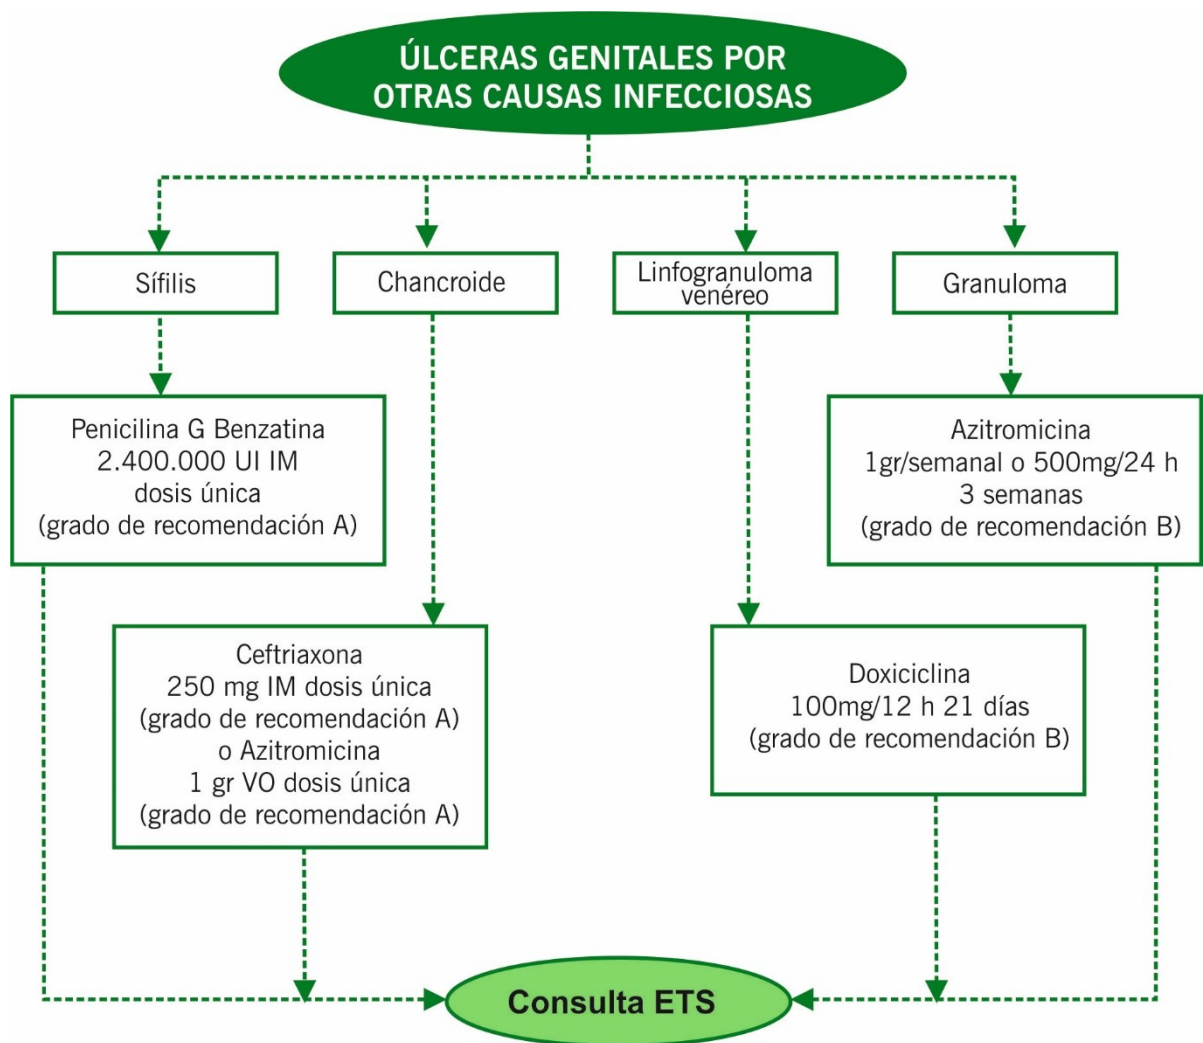 ÚLCERAS GENITALES POR
OTRAS CAUSAS INFECCIOSAS
Sífilis
Chancroide
Linfogranuloma
venéreo
Granuloma
Penicilina G Benzatina
2.400.000 UI IM
dosis única
(grado de recomendación A)
Azitromicina
1gr/semanal o 500mg/24 h
3 semanas
(grado de recomendación B)
Ceftriaxona
250 mg IM dosis única
(grado de recomendación A)
o Azitromicina
1 gr VO dosis única
(grado de recomendación A)
Doxiciclina
100mg/12 h 21 días
(grado de recomendación B)
Consulta ETS